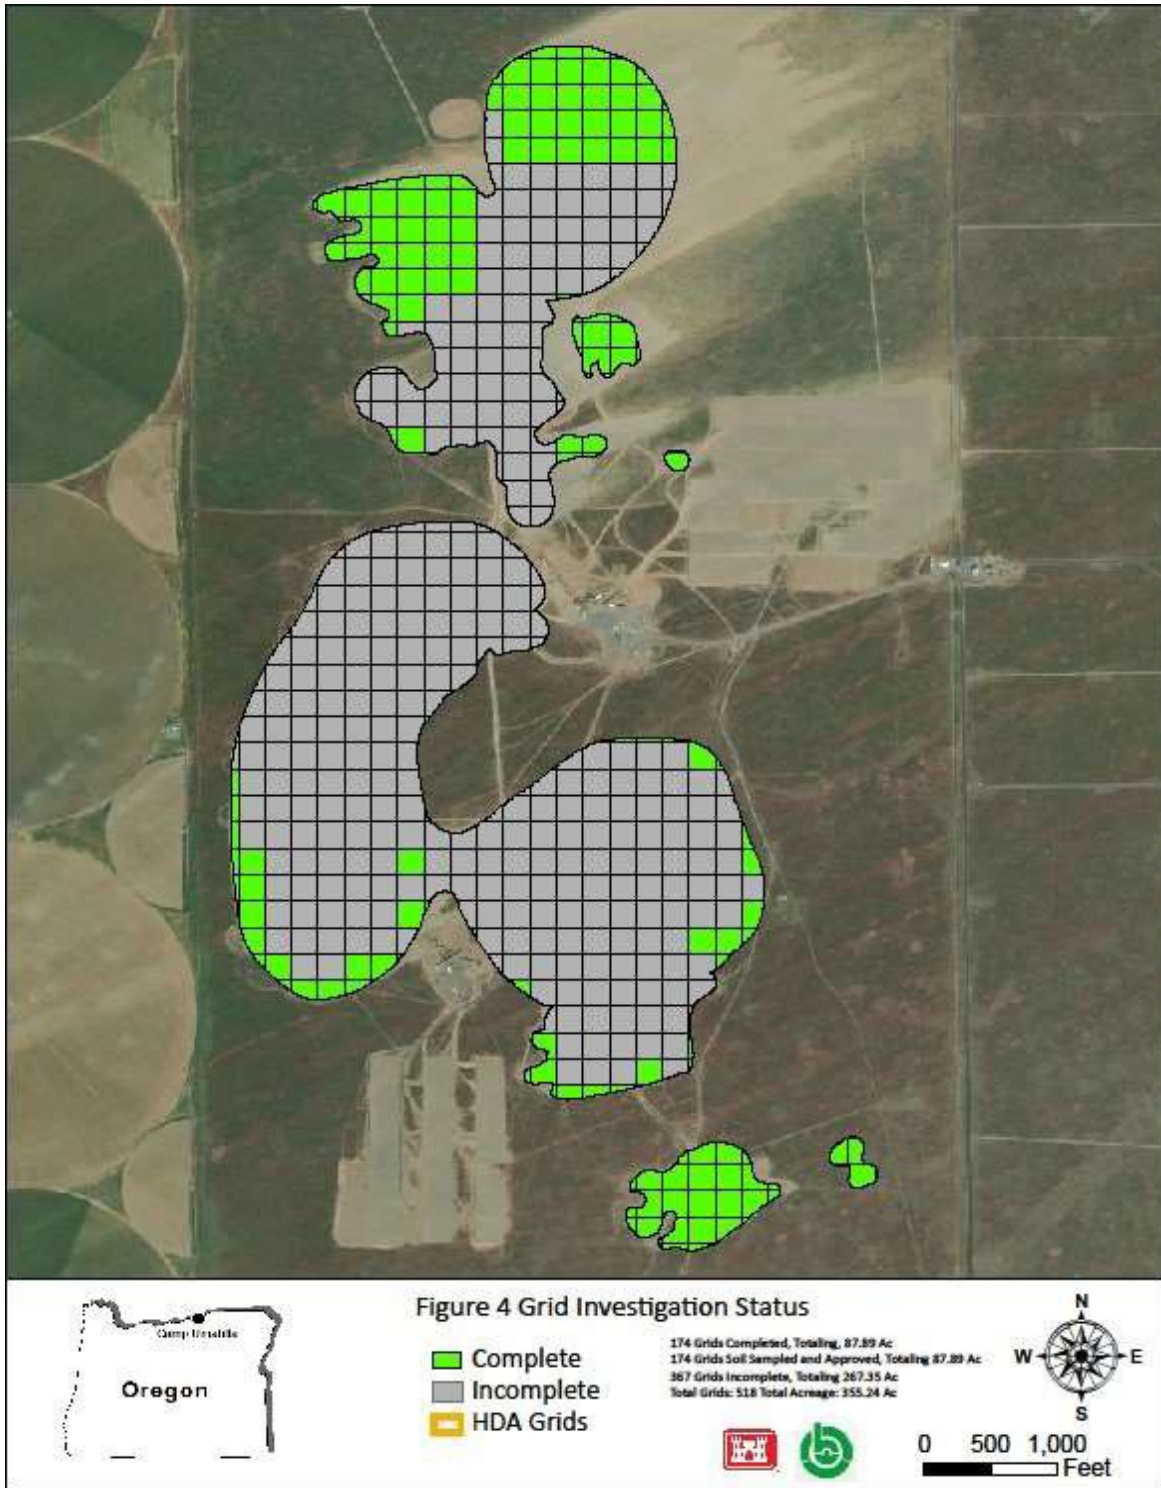 Figure 4 Grid Investigation Status
Complete
Incomplete
HDA Grids
174 Grids Completed, Totaling, 87.89 Ac
174 Grids Soil Sampled and Approved, Totaling 87.89 Ac
367 Grids Incomplete, Totaling 267.35 Ac
Total Grids: 518 Total Acreage: 355.24 Ac
Camp Umatilla
Oregon
N
W
E
S
0 500 1,000
Feet